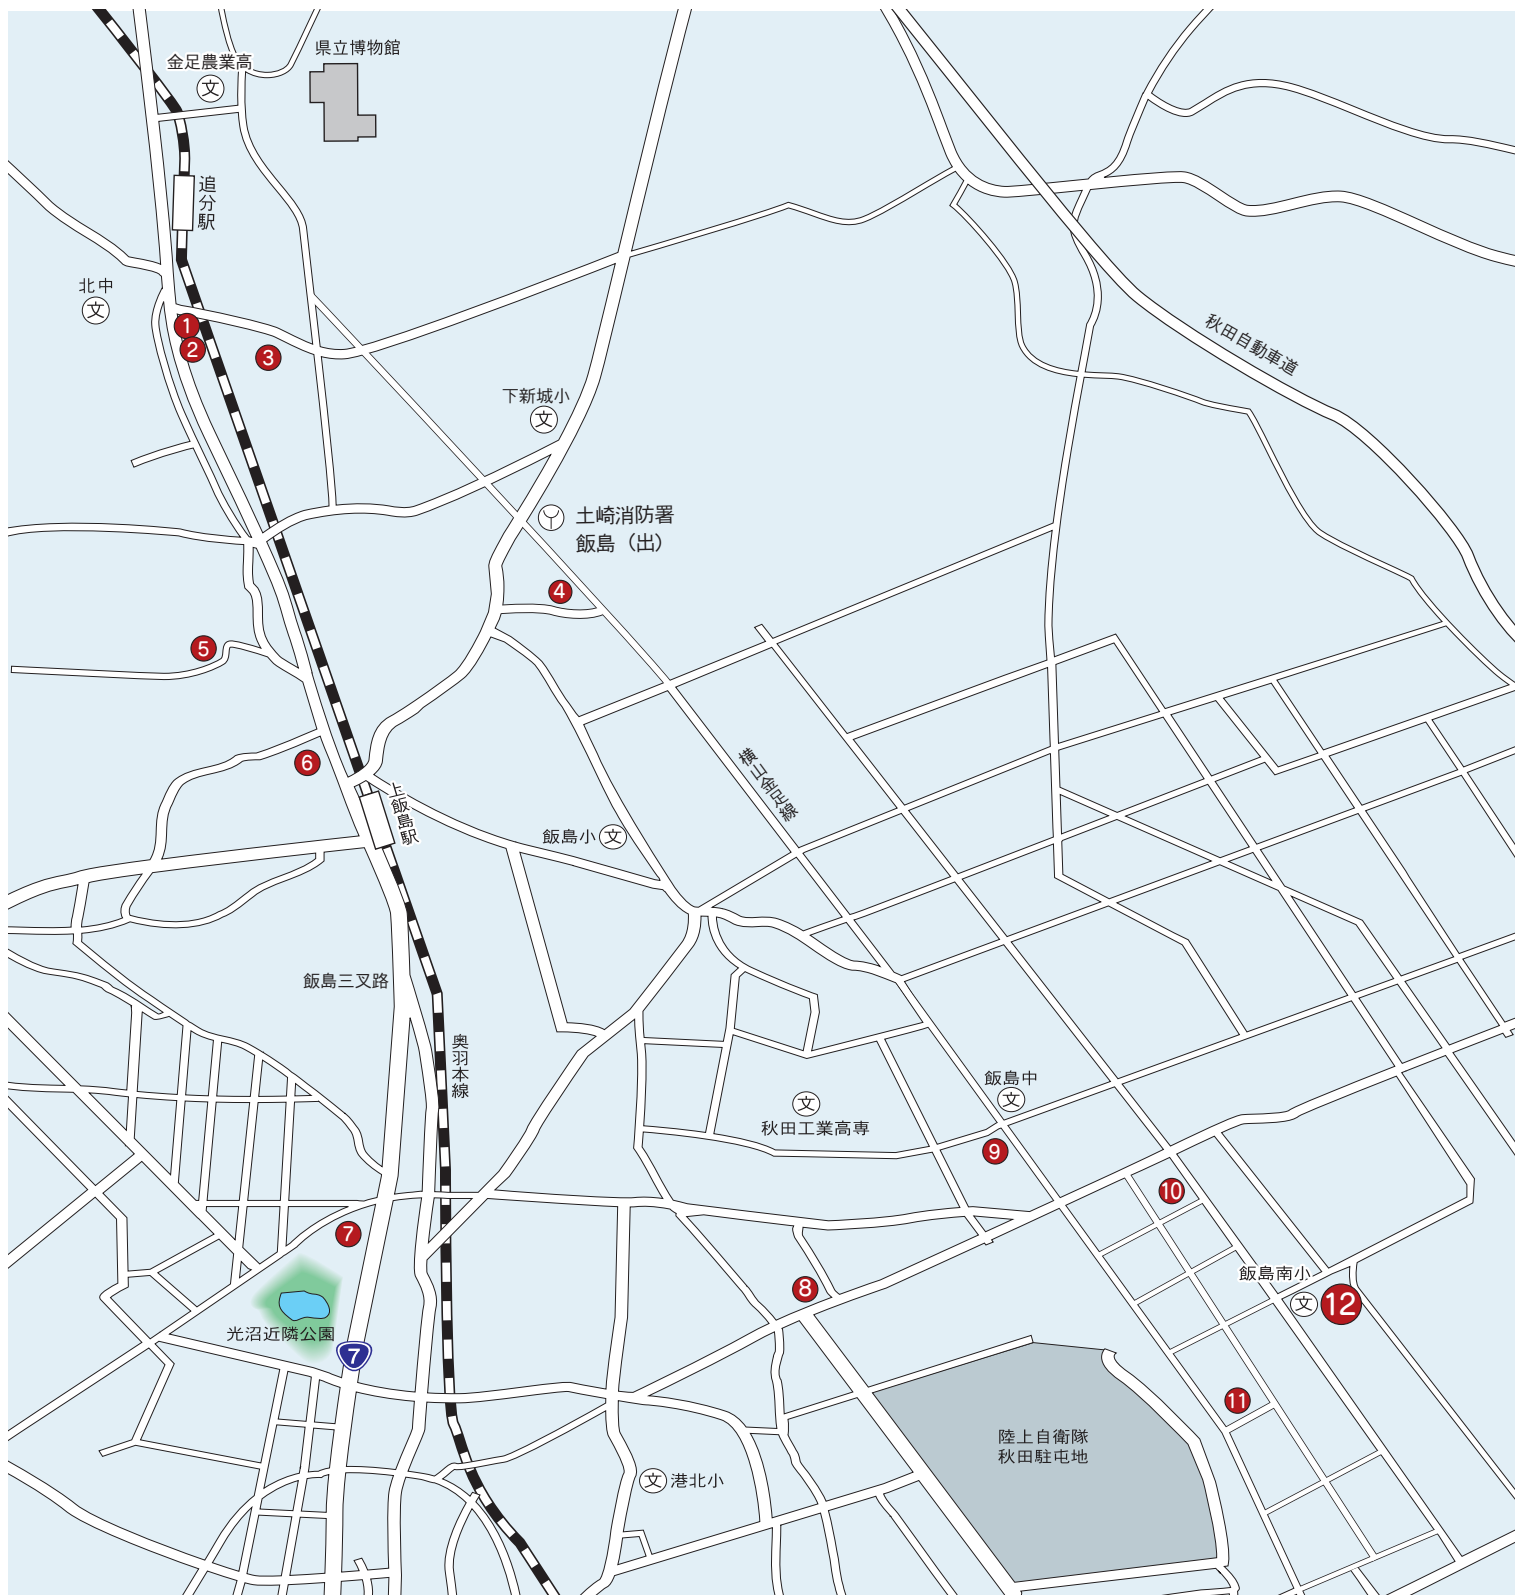 県立博物館
金足農業高
文
追分駅
北中
文
1
2
3
秋田自動車道
下新城小
文
土崎消防署
飯島（出）
4
5
6
横山金足線
上飯島駅
飯島小
文
飯島三叉路
奥羽本線
飯島中
文
文
秋田工業高専
9
10
7
飯島南小
文
12
8
光沼近隣公園
7
11
陸上自衛隊
秋田駐屯地
文
港北小